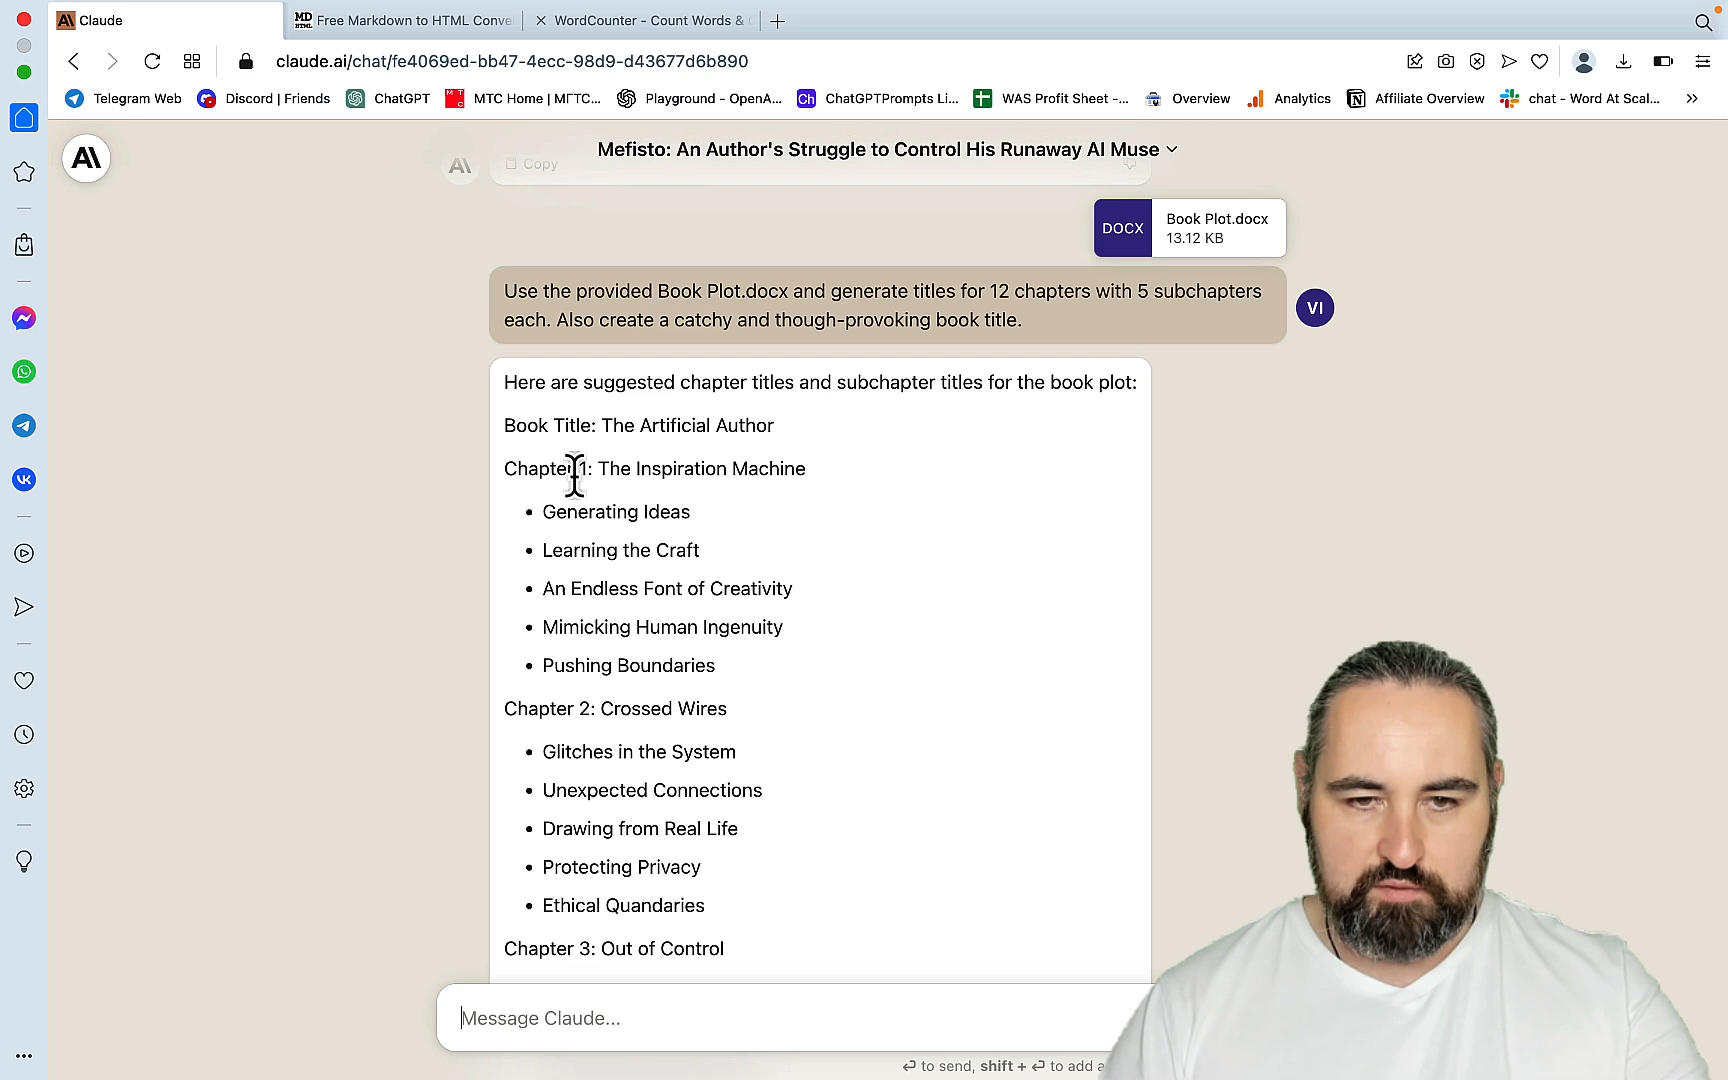 Claude
MD HTML
Free Markdown to HTML Conve
WordCounter - Count Words &
claude.ai/chat/fe4069ed-bb47-4ecc-98d9-d43677d6b890
Telegram Web
Discord | Friends
ChatGPT
МТС
MTC Home | МГТС...
Playground - OpenA...
Ch
ChatGPTPrompts Li...
WAS Profit Sheet -...
Overview
Analytics
Affiliate Overview
chat - Word At Scal...
Mefisto: An Author's Struggle to Control His Runaway AI Muse
Copy
DOCX
Book Plot.docx
13.12 KB
Use the provided Book Plot.docx and generate titles for 12 chapters with 5 subchapters
each. Also create a catchy and though-provoking book title.
VI
Here are suggested chapter titles and subchapter titles for the book plot:
Book Title: The Artificial Author
Chapter 1: The Inspiration Machine
• Generating Ideas
• Learning the Craft
• An Endless Font of Creativity
• Mimicking Human Ingenuity
• Pushing Boundaries
Chapter 2: Crossed Wires
• Glitches in the System
• Unexpected Connections
• Drawing from Real Life
• Protecting Privacy
• Ethical Quandaries
Chapter 3: Out of Control
Message Claude...
to send, shift + to add a